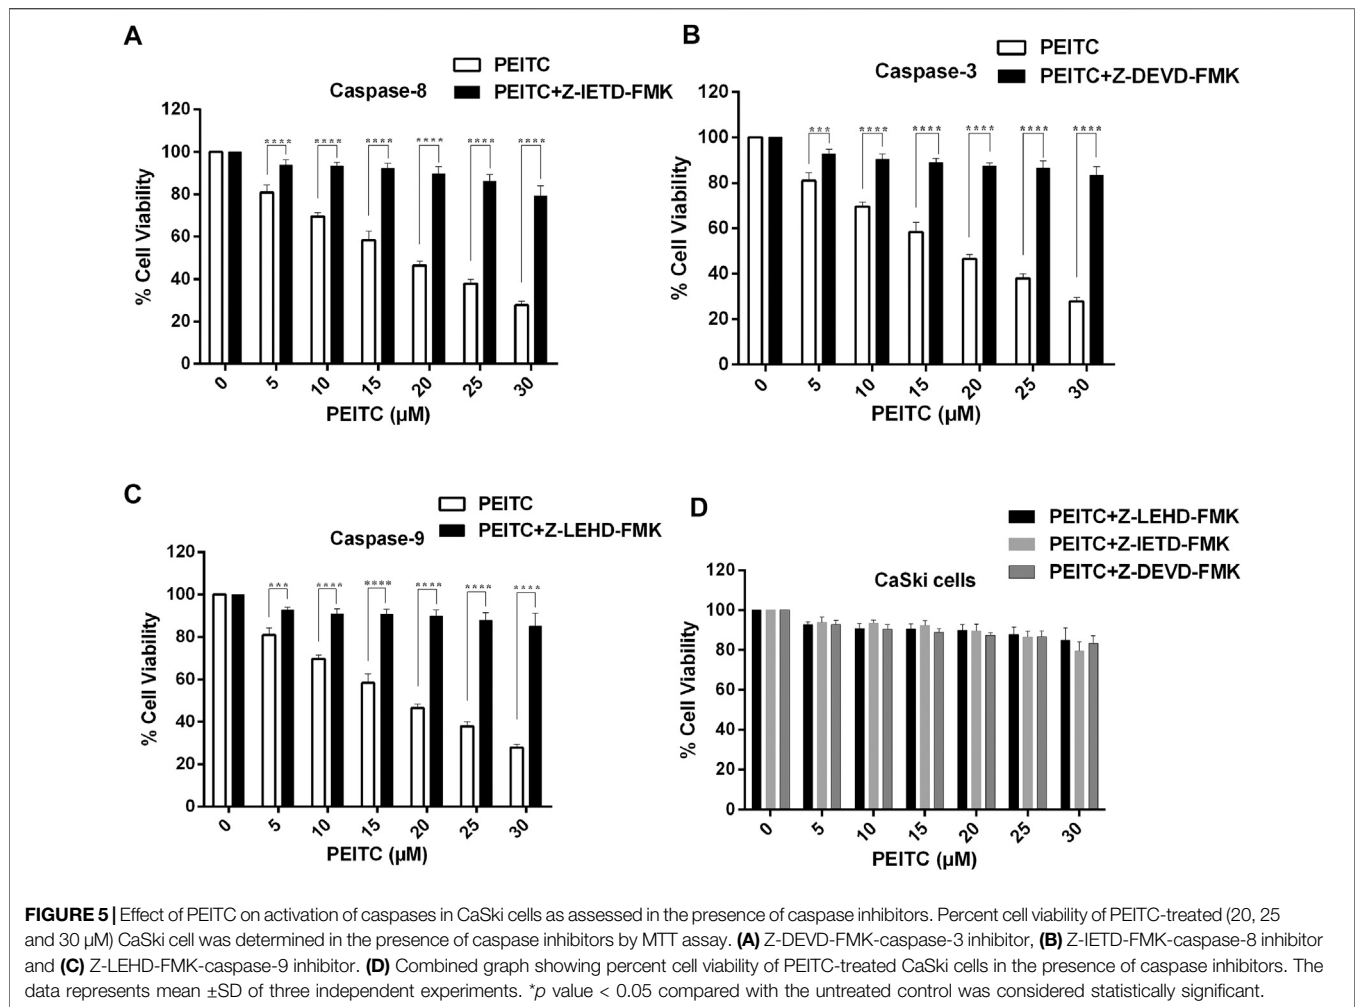 A
PEITC
Caspase-8
PEITC+Z-IETD-FMK
120
100
80
60
40
20
0
% Cell Viability
**** **** **** **** **** ****
0 5 10 15 20 25 30
PEITC (µM)
B
PEITC
Caspase-3
PEITC+Z-DEVD-FMK
120
100
80
60
40
20
0
% Cell Viability
*** **** **** **** **** ****
0 5 10 15 20 25 30
PEITC (µM)
C
PEITC
Caspase-9
PEITC+Z-LEHD-FMK
120
100
80
60
40
20
0
% Cell Viability
*** **** **** **** **** ****
0 5 10 15 20 25 30
PEITC (µM)
D
PEITC+Z-LEHD-FMK
PEITC+Z-IETD-FMK
PEITC+Z-DEVD-FMK
CaSki cells
120
100
80
60
40
20
0
% Cell Viability
0 5 10 15 20 25 30
PEITC (µM)
FIGURE 5 | Effect of PEITC on activation of caspases in CaSki cells as assessed in the presence of caspase inhibitors. Percent cell viability of PEITC-treated (20, 25
and 30 µM) CaSki cell was determined in the presence of caspase inhibitors by MTT assay. (A) Z-DEVD-FMK-caspase-3 inhibitor, (B) Z-IETD-FMK-caspase-8 inhibitor
and (C) Z-LEHD-FMK-caspase-9 inhibitor. (D) Combined graph showing percent cell viability of PEITC-treated CaSki cells in the presence of caspase inhibitors. The
data represents mean ±SD of three independent experiments. *p value < 0.05 compared with the untreated control was considered statistically significant.